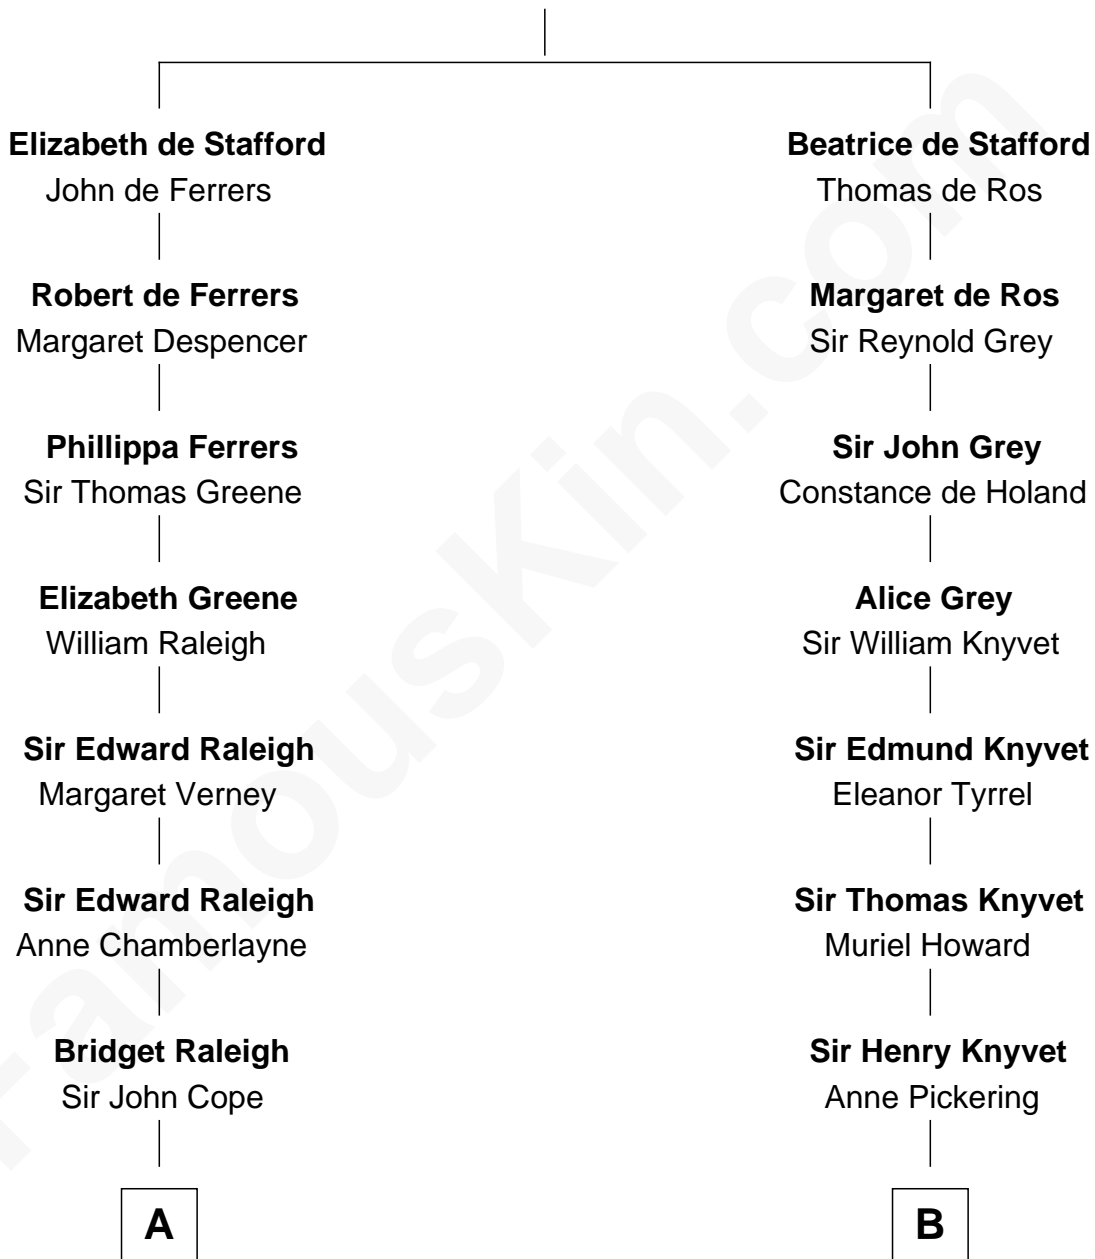 Elizabeth de Stafford
John de Ferrers
Beatrice de Stafford
Thomas de Ros
Robert de Ferrers
Margaret Despencer
Margaret de Ros
Sir Reynold Grey
Phillippa Ferrers
Sir Thomas Greene
Sir John Grey
Constance de Holand
Elizabeth Greene
William Raleigh
Alice Grey
Sir William Knyvet
Sir Edward Raleigh
Margaret Verney
Sir Edmund Knyvet
Eleanor Tyrrel
Sir Edward Raleigh
Anne Chamberlayne
Sir Thomas Knyvet
Muriel Howard
Bridget Raleigh
Sir John Cope
Sir Henry Knyvet
Anne Pickering
A
B
FamousKin.com